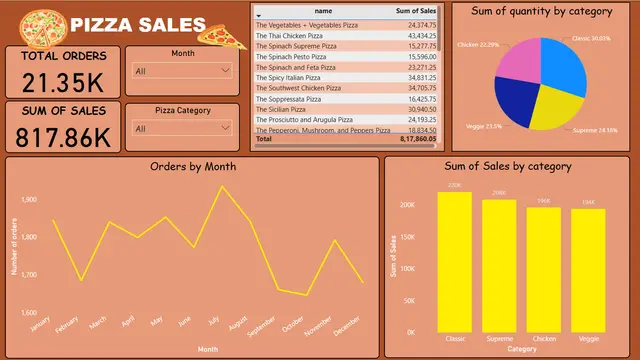 PIZZA SALES
TOTAL ORDERS
21.35K
SUM OF SALES
817.86K
Month
All
Pizza Category
All
name Sum of Sales
The Vegetables + Vegetables Pizza 24,374.75
The Thai Chicken Pizza 43,434.25
The Spinach Supreme Pizza 15,277.75
The Spinach Pesto Pizza 15,596.00
The Spinach and Feta Pizza 23,271.25
The Spicy Italian Pizza 34,831.25
The Southwest Chicken Pizza 34,705.75
The Soppressata Pizza 16,425.75
The Sicilian Pizza 30,940.50
The Prosciutto and Arugula Pizza 24,193.25
The Pepperoni, Mushroom, and Peppers Pizza 18,834.50
Total 8,17,860.05
Sum of quantity by category
Chicken 22.29%
Classic 30.03%
Veggie 23.5%
Supreme 24.18%
Orders by Month
Number of orders
1,900
1,800
1,700
1,600
January
February
March
April
May
June
July
August
September
October
November
December
Month
Sum of Sales by category
Sum of Sales
200K
150K
100K
50K
0K
220K
208K
196K
194K
Classic
Supreme
Chicken
Veggie
Category